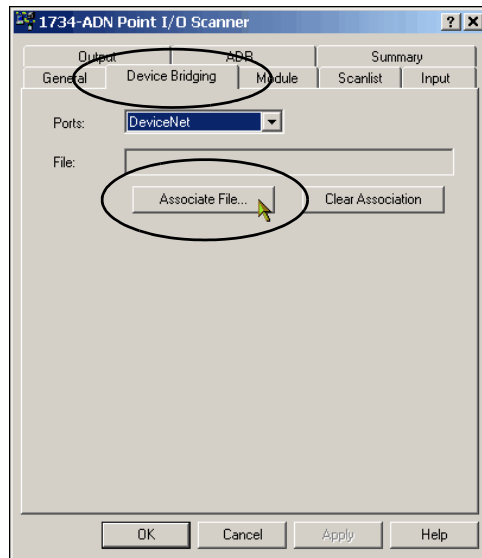 1734-ADN Point I/O Scanner
Output ADR Summary
General Device Bridging Module Scanlist Input
Ports: DeviceNet
File:
Associate File... Clear Association
OK Cancel Apply Help